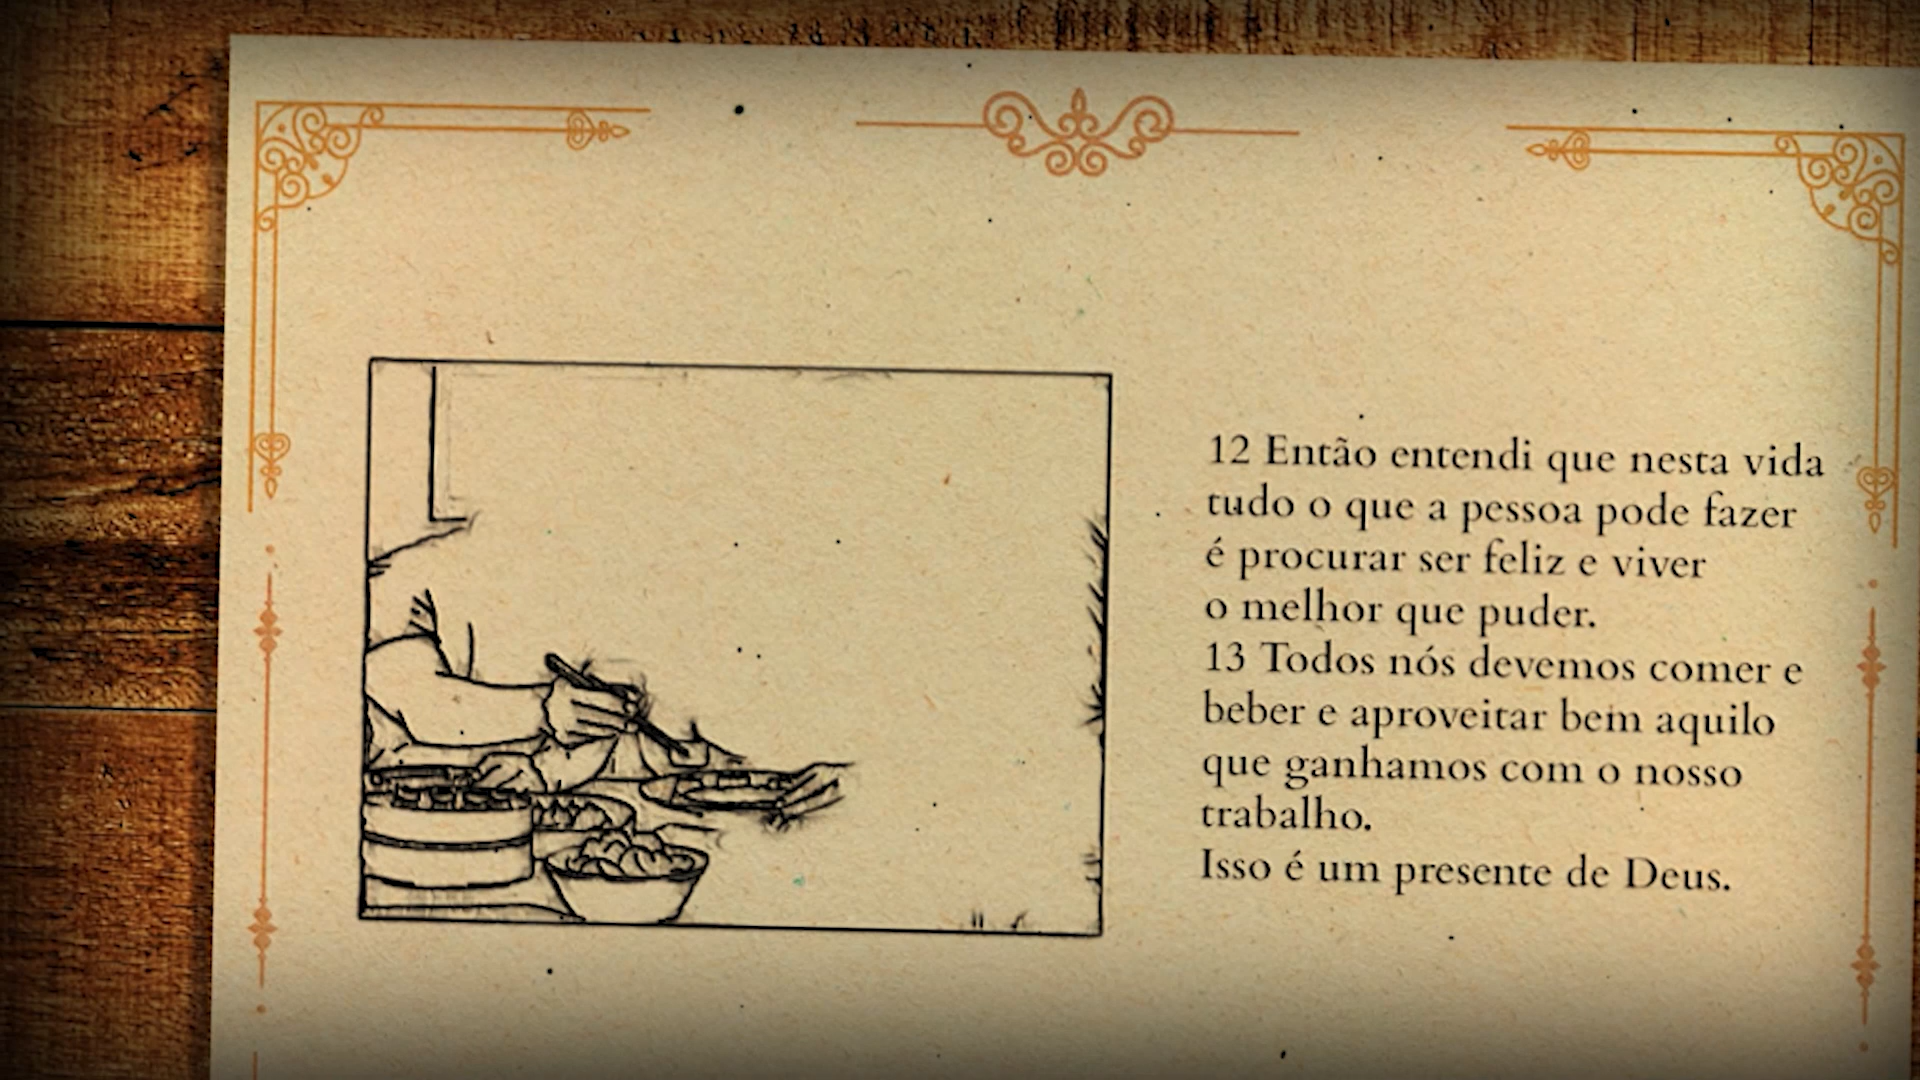 12 Então entendi que nesta vida
tudo o que a pessoa pode fazer
é procurar ser feliz e viver
o melhor que puder.
13 Todos nós devemos comer e
beber e aproveitar bem aquilo
que ganhamos com o nosso
trabalho.
Isso é um presente de Deus.